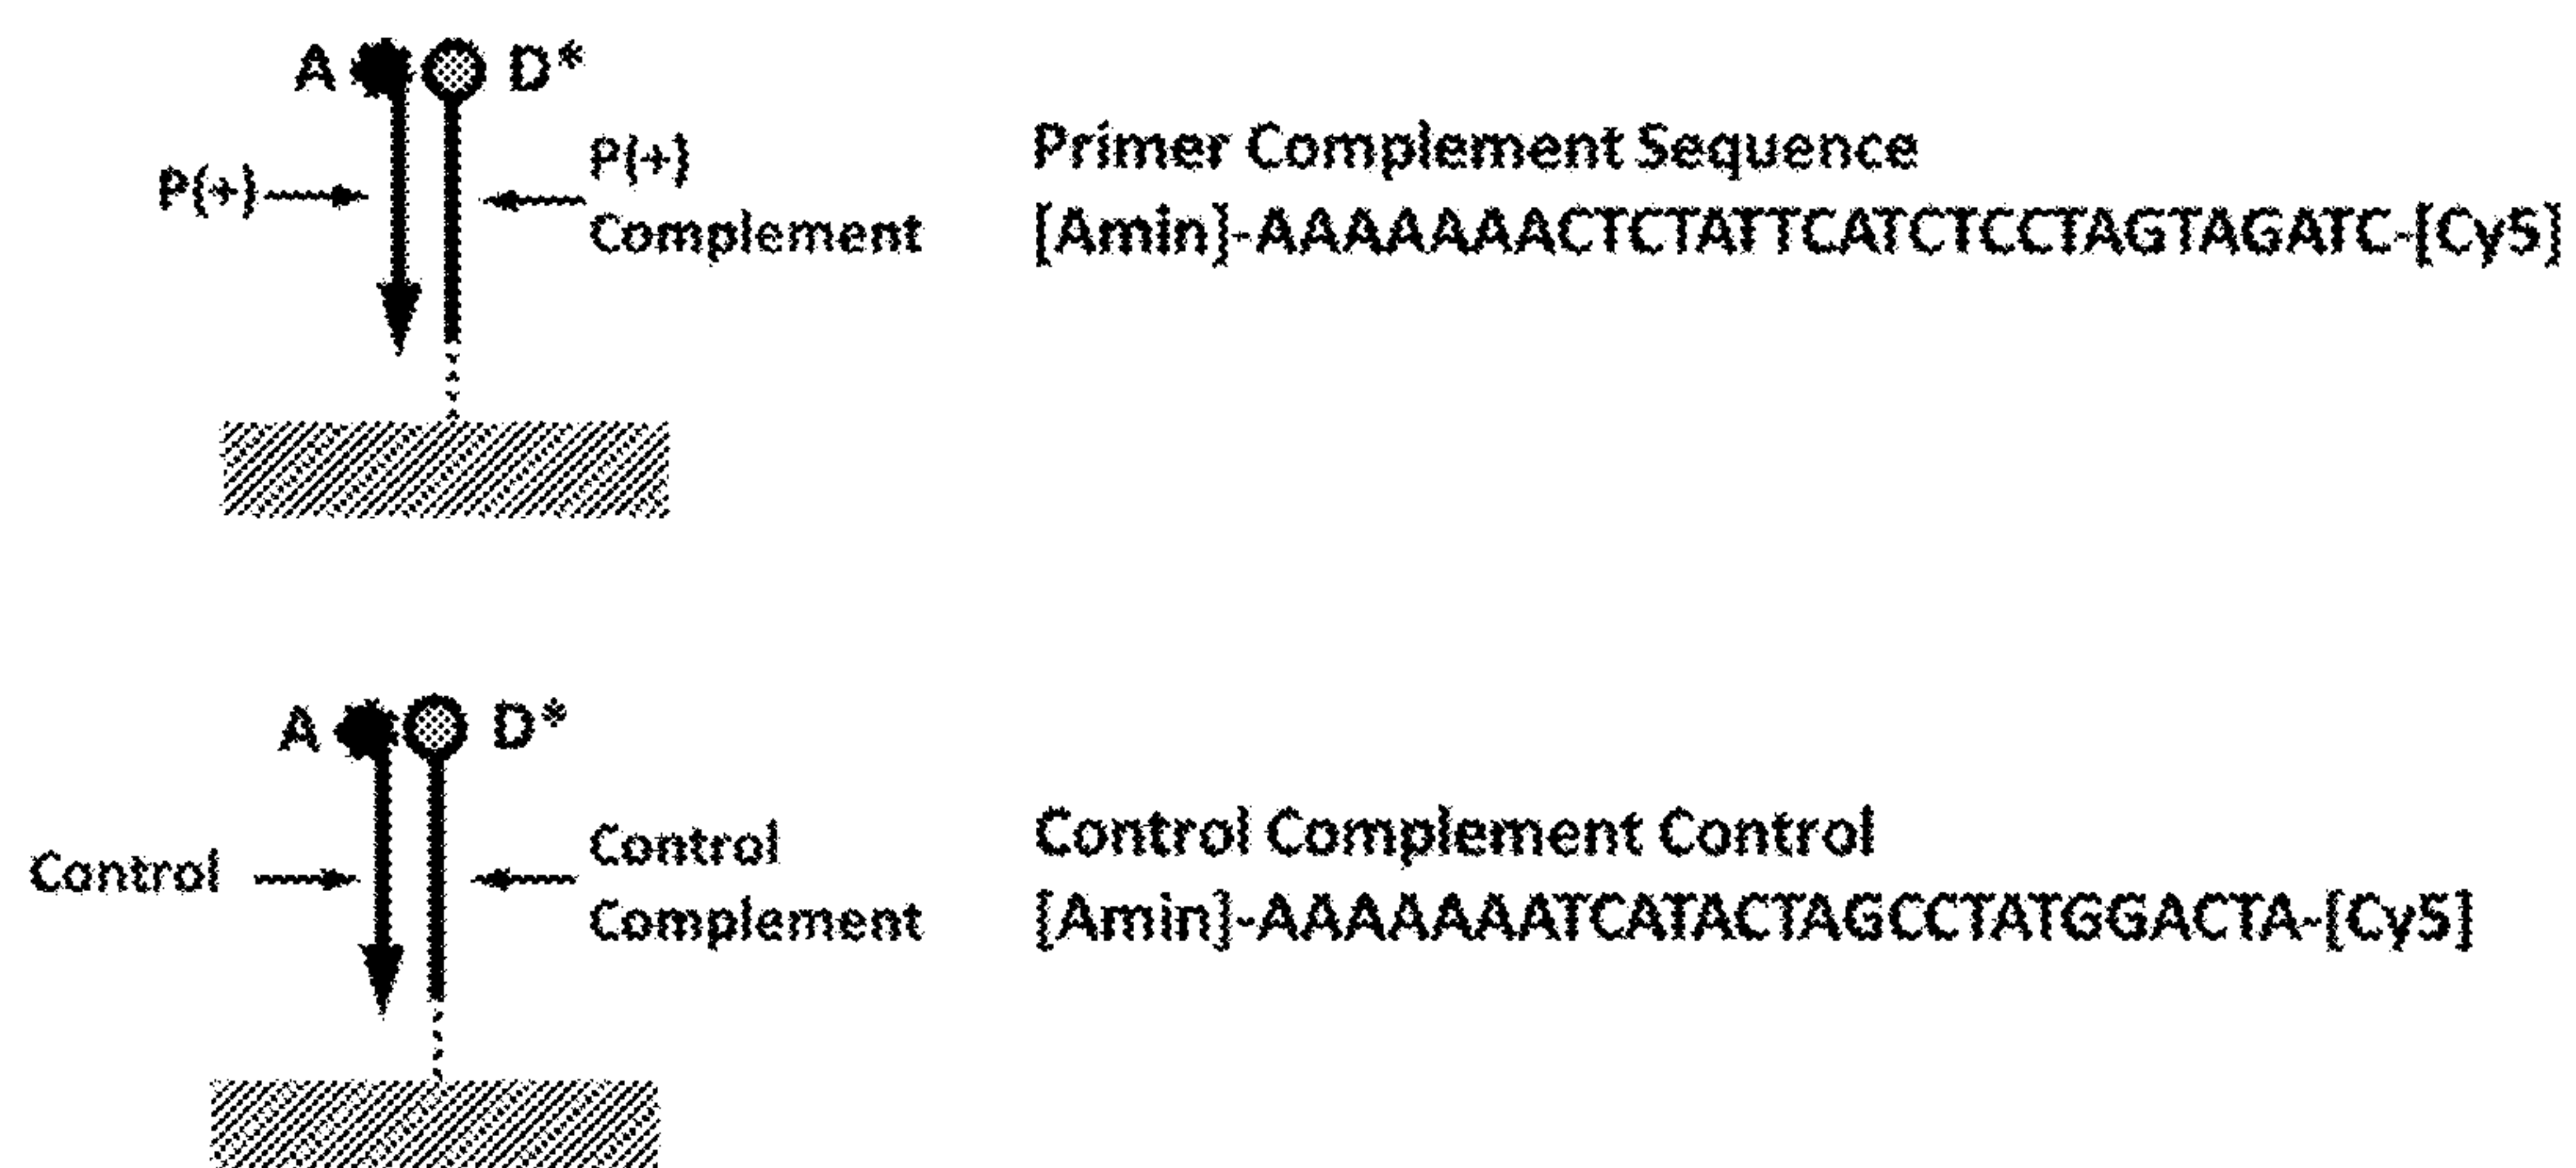 A D*
P(+)
P(+)
Complement
Primer Complement Sequence
[Amin]-AAAAAAACTCTATTCATCTCCTAGTAGATC-[Cy5]
A D*
Control
Control
Complement
Control Complement Control
[Amin]-AAAAAAATCATACTAGCCTATGGACTA-[Cy5]